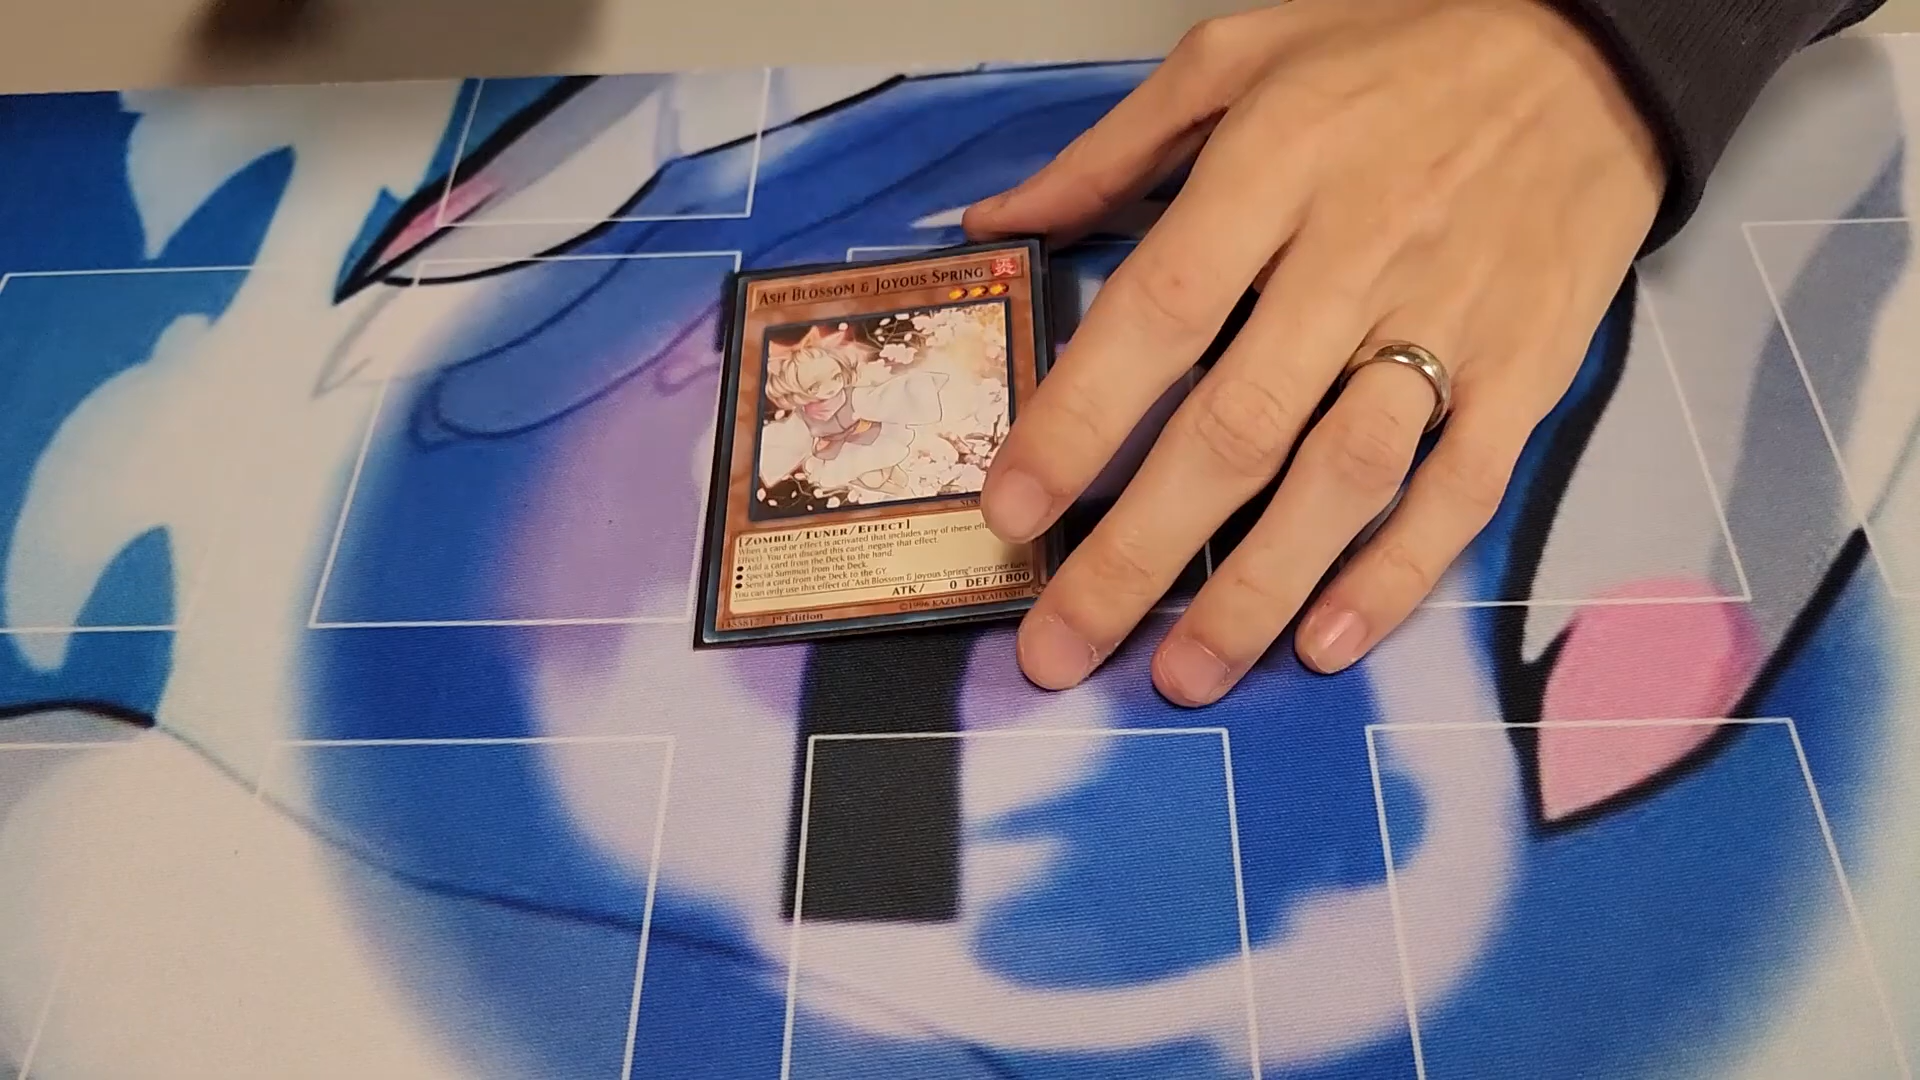 ASH BLOSSOM & JOYOUS SPRING
炎
[ZOMBIE/TUNER/EFFECT]
When a card or effect is activated that includes any of these
effect): You can discard this card; negate that effect.
● Add a card from the Deck to the hand.
● Special Summon from the Deck.
● Send a card from the Deck to the GY.
You can only use this effect of "Ash Blossom & Joyous Spring" once per turn.
ATK/ 0 DEF/1800
1st Edition
©1996 KAZUKI TAKAHASHI